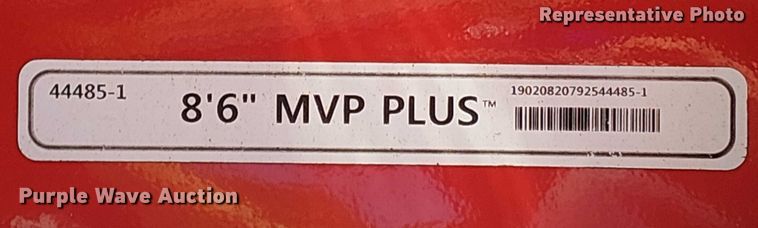 Representative Photo
44485-1
8'6" MVP PLUS™
19020820792544485-1
Purple Wave Auction